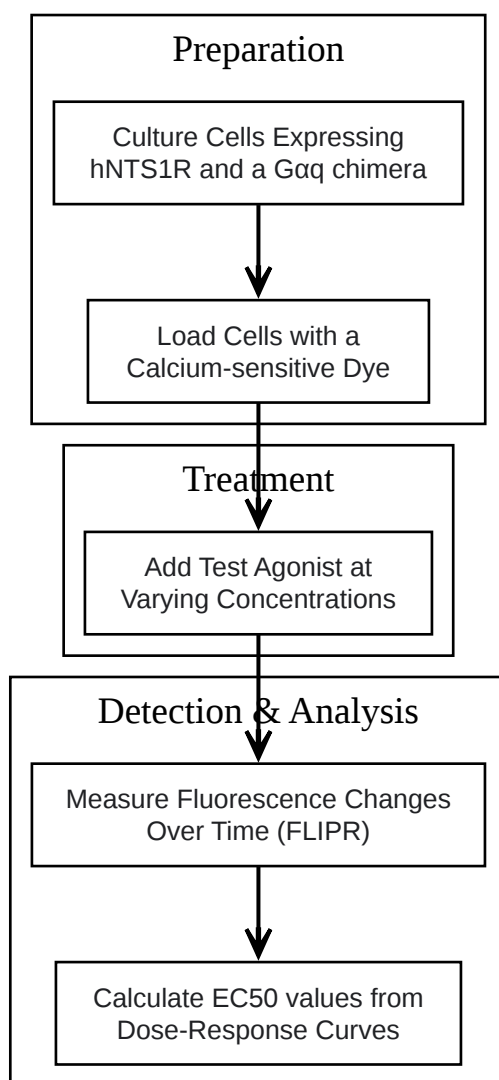 Preparation
Culture Cells Expressing
hNTS1R and a Gαq chimera
Load Cells with a
Calcium-sensitive Dye
Treatment
Add Test Agonist at
Varying Concentrations
Detection & Analysis
Measure Fluorescence Changes
Over Time (FLIPR)
Calculate EC50 values from
Dose-Response Curves